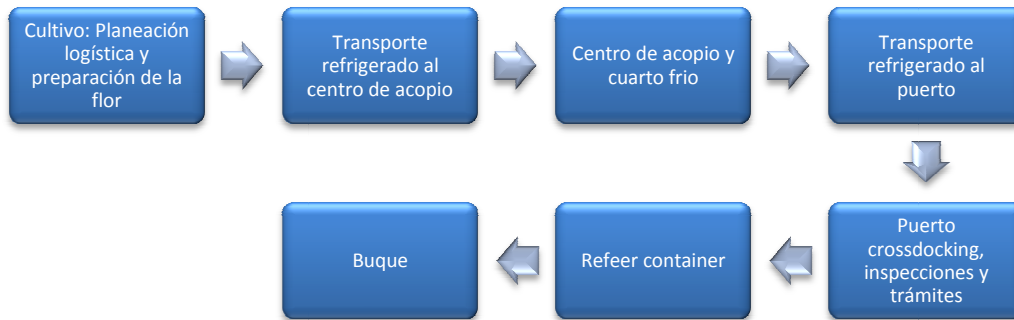 Cultivo: Planeación
logística y
preparación de la
flor
Transporte
refrigerado al
centro de acopio
Centro de acopio y
cuarto frio
Transporte
refrigerado al
puerto
Puerto
crossdocking,
inspecciones y
trámites
Refeer container
Buque